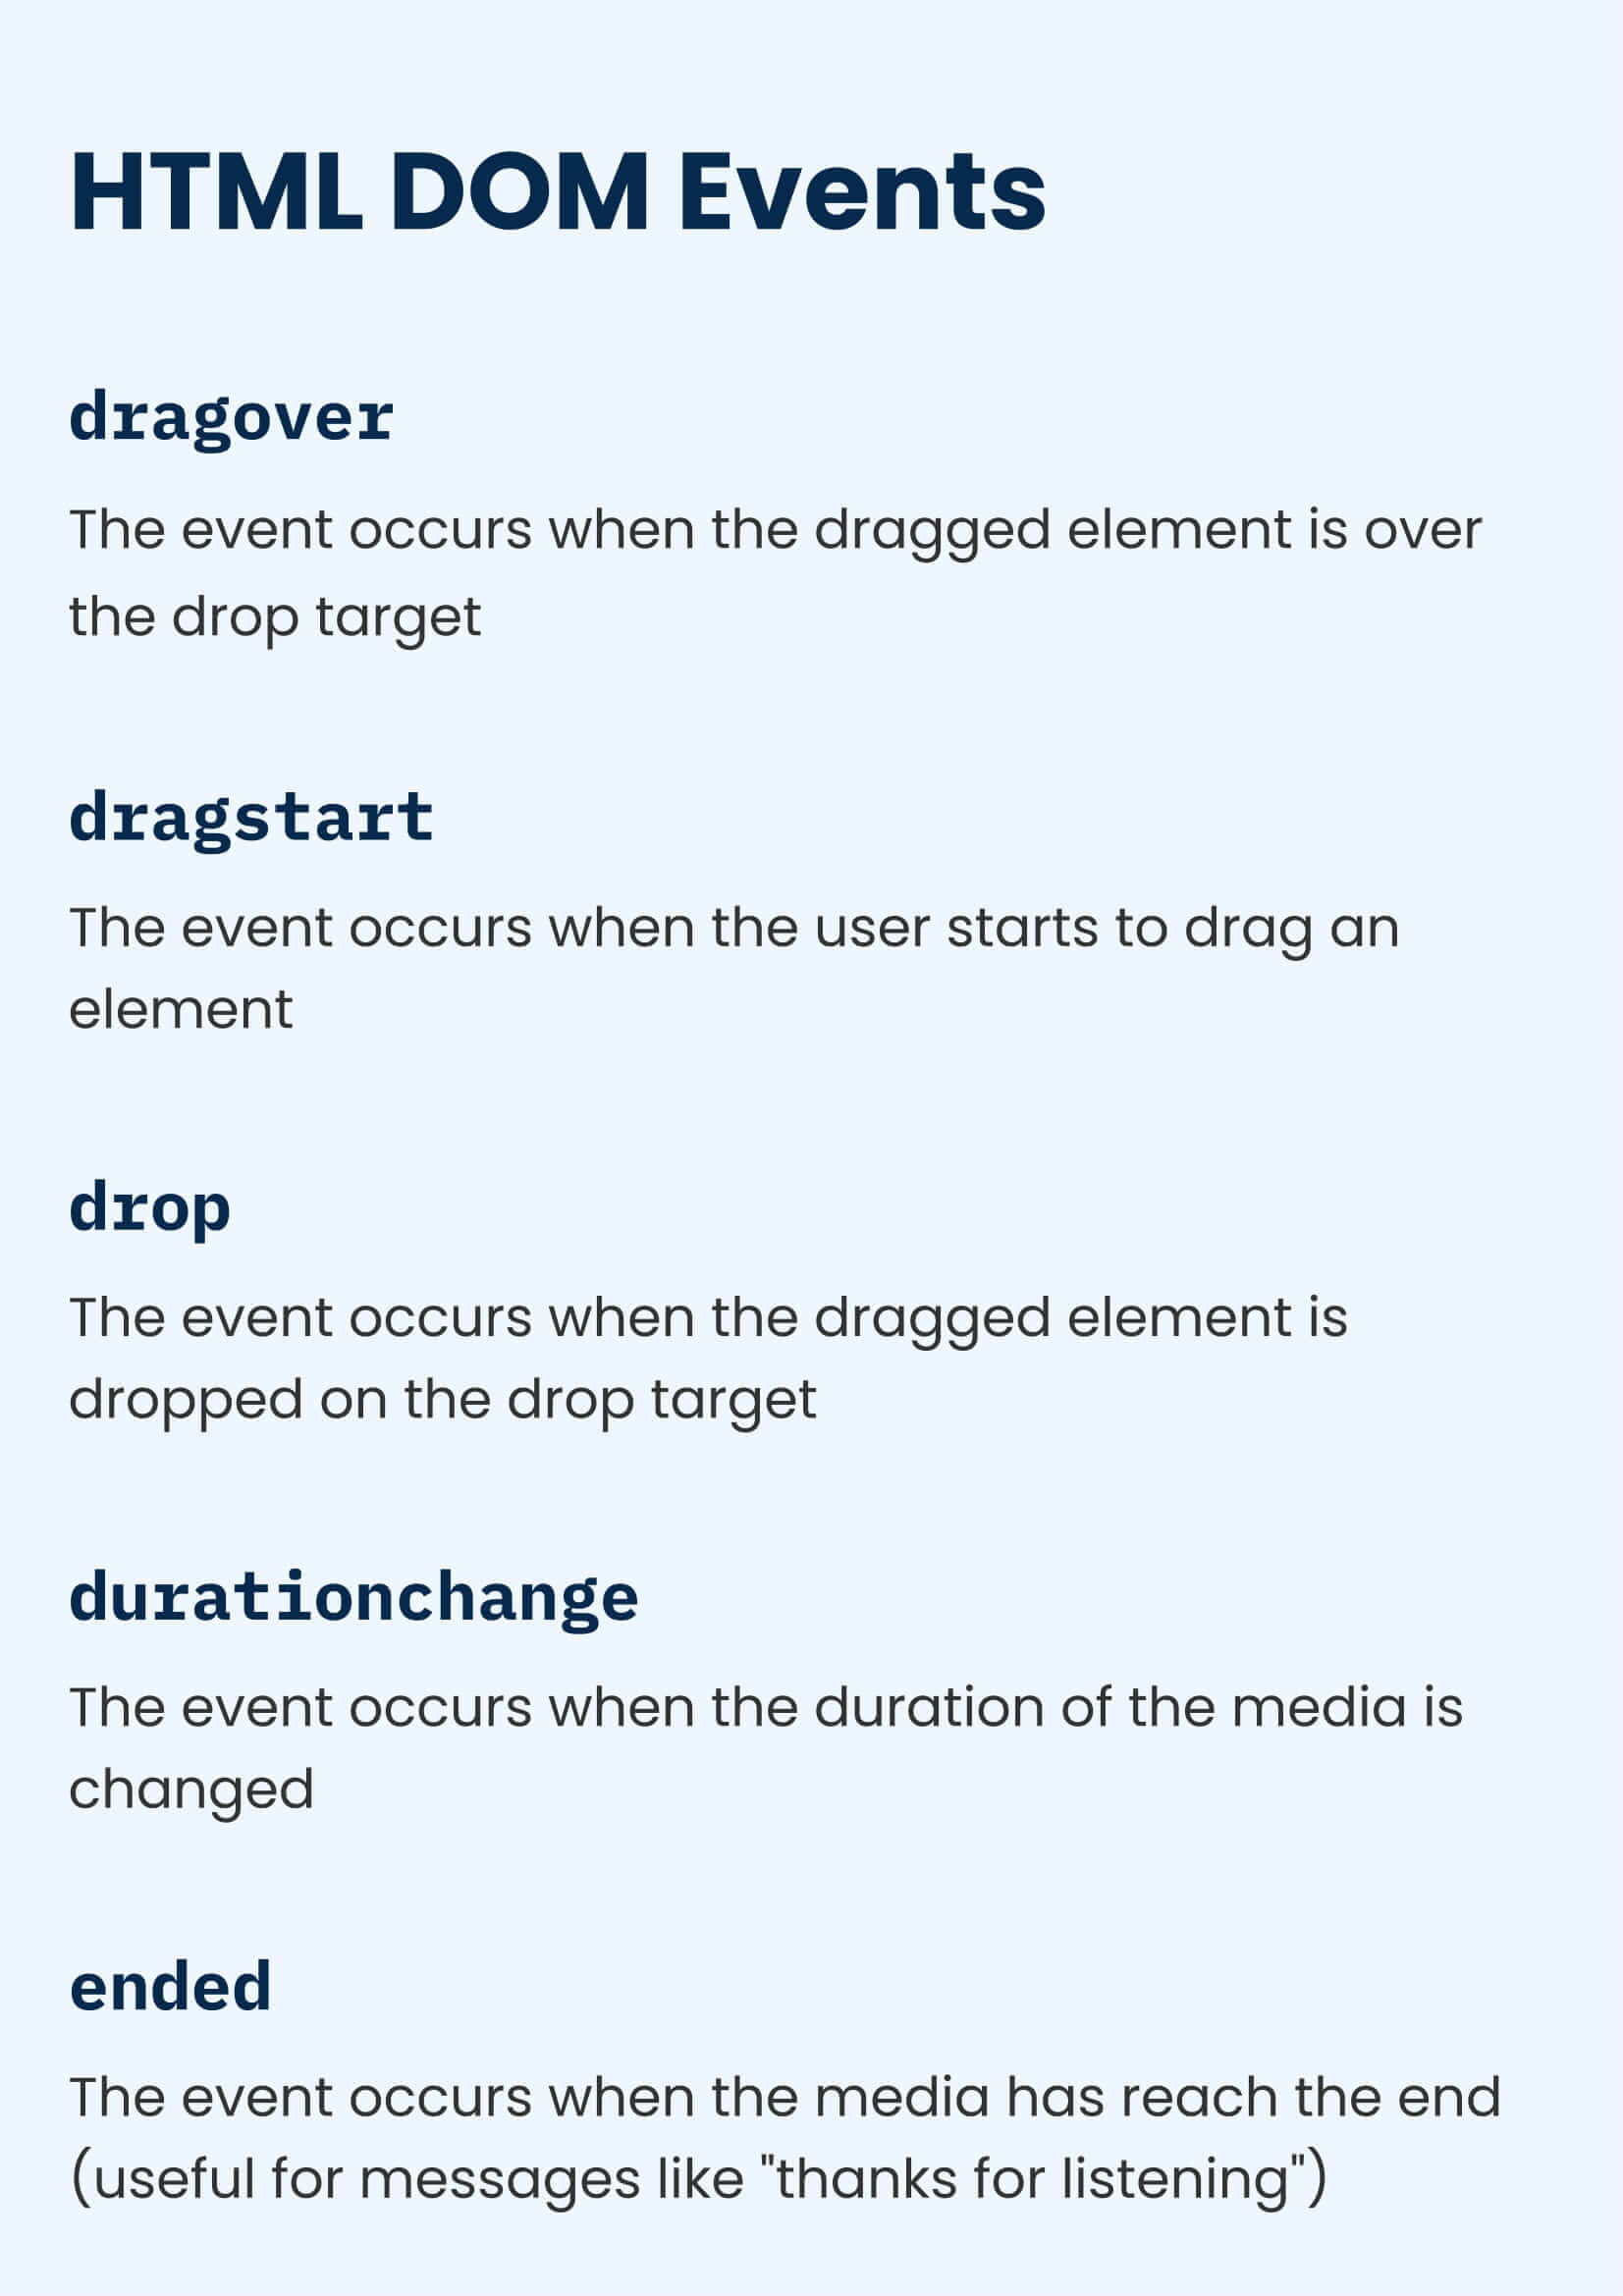 HTML DOM Events
dragover
The event occurs when the dragged element is over
the drop target
dragstart
The event occurs when the user starts to drag an
element
drop
The event occurs when the dragged element is
dropped on the drop target
durationchange
The event occurs when the duration of the media is
changed
ended
The event occurs when the media has reach the end
(useful for messages like "thanks for listening")